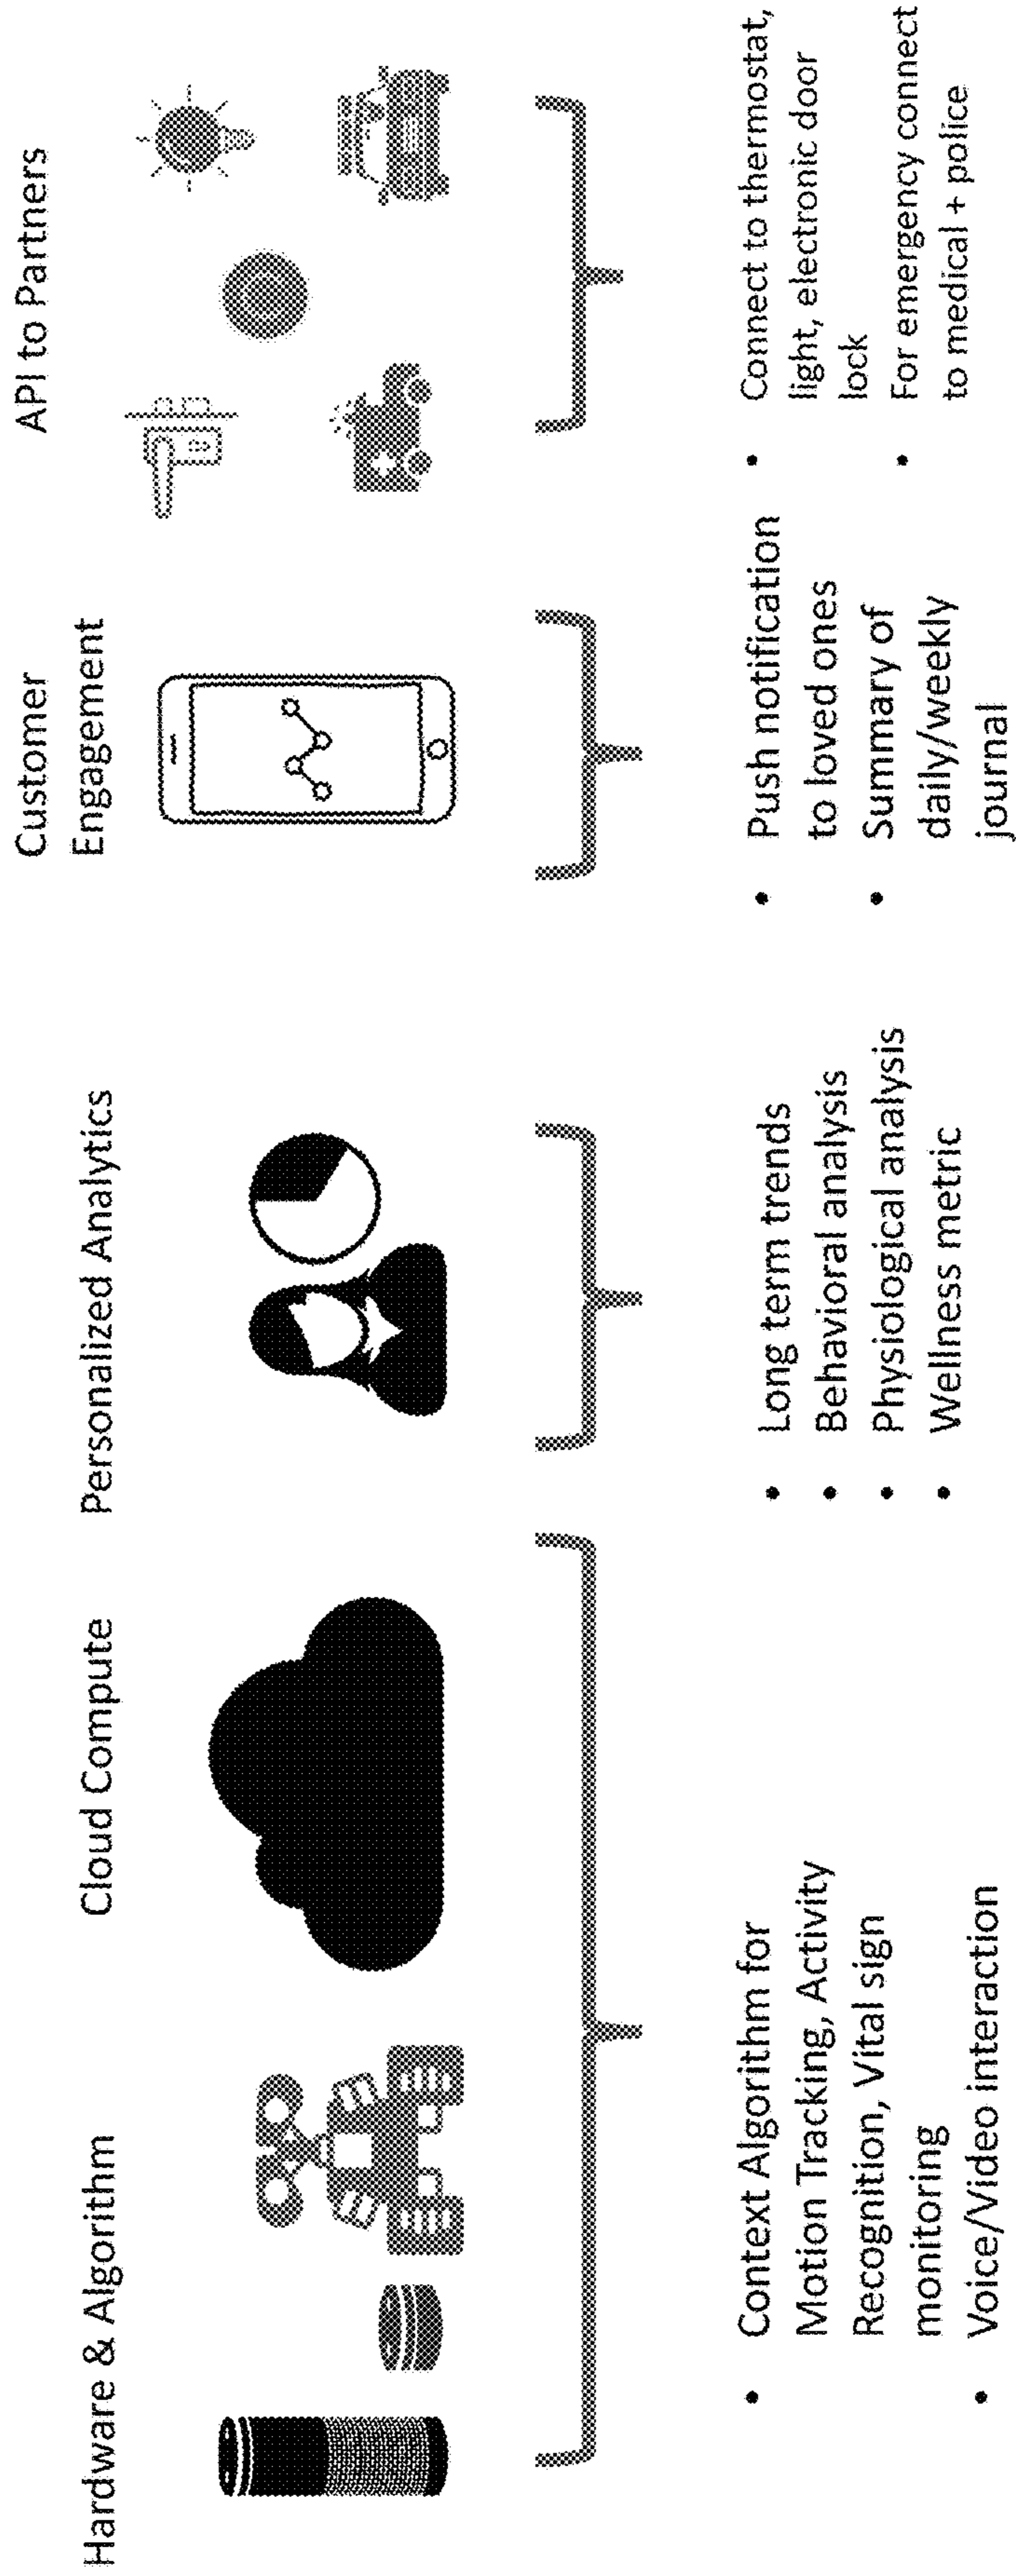 Hardware & Algorithm
Cloud Compute
Personalized Analytics
Customer
Engagement
API to Partners
• Context Algorithm for
Motion Tracking, Activity
Recognition, Vital sign
monitoring
• Voice/Video interaction
• Long term trends
• Behavioral analysis
• Physiological analysis
• Wellness metric
• Push notification
to loved ones
• Summary of
daily/weekly
journal
• Connect to thermostat,
light, electronic door
lock
• For emergency connect
to medical + police